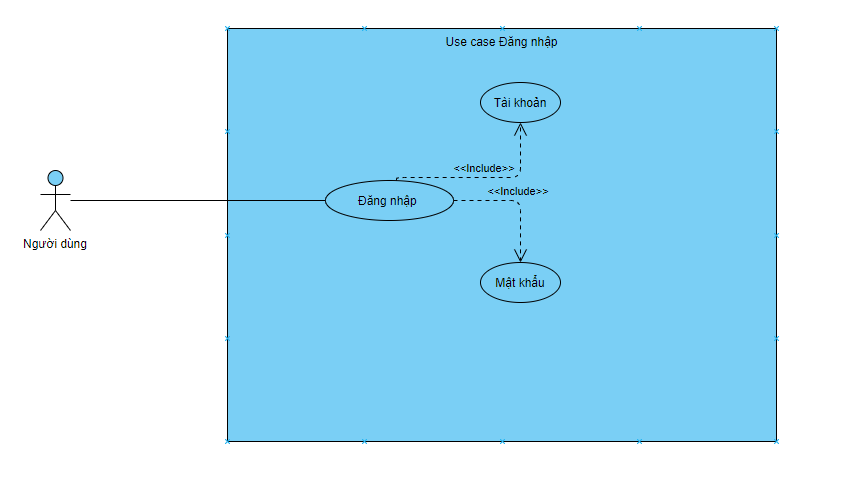 Use case Đăng nhập
Tài khoản
<<Include>>
<<Include>>
Đăng nhập
Người dùng
Mật khẩu